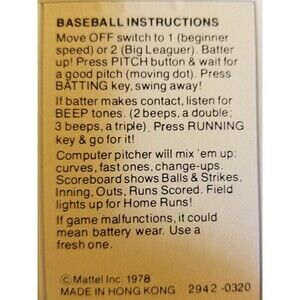 BASEBALL INSTRUCTIONS
Move OFF switch to 1 (beginner
speed) or 2 (Big Leaguer). Batter
up! Press PITCH button & wait for
a good pitch (moving dot). Press
BATTING key, swing away!
If batter makes contact, listen for
BEEP tones. (2 beeps, a double;
3 beeps, a triple). Press RUNNING
key & go for it!
Computer pitcher will mix 'em up:
curves, fast ones, change-ups.
Scoreboard shows Balls & Strikes,
Inning, Outs, Runs Scored. Field
lights up for Home Runs!
If game malfunctions, it could
mean battery wear. Use a
fresh one.
©Mattel Inc. 1978
MADE IN HONG KONG 2942-0320